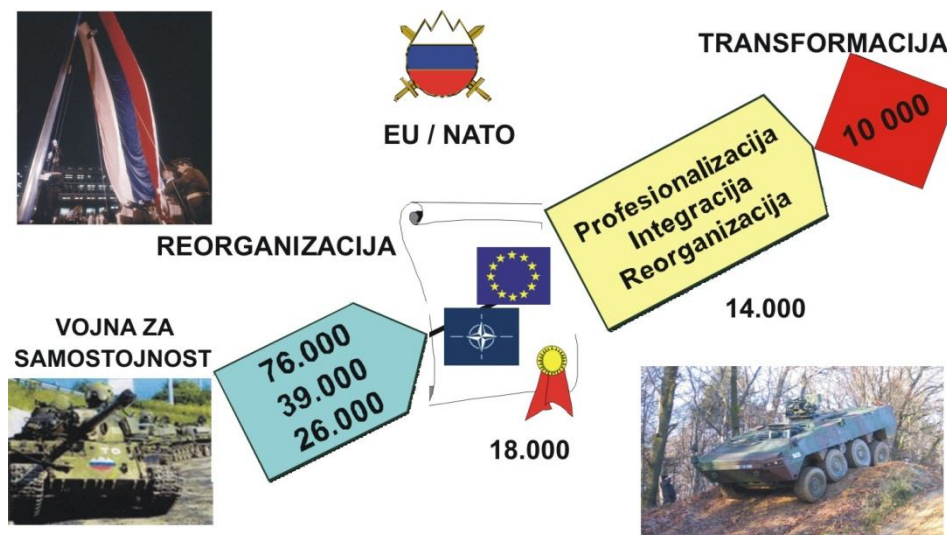 TRANSFORMACIJA
10 000
EU / NATO
Profesionalizacija
Integracija
Reorganizacija
REORGANIZACIJA
14.000
VOJNA ZA
SAMOSTOJNOST
76.000
39.000
26.000
18.000
TO